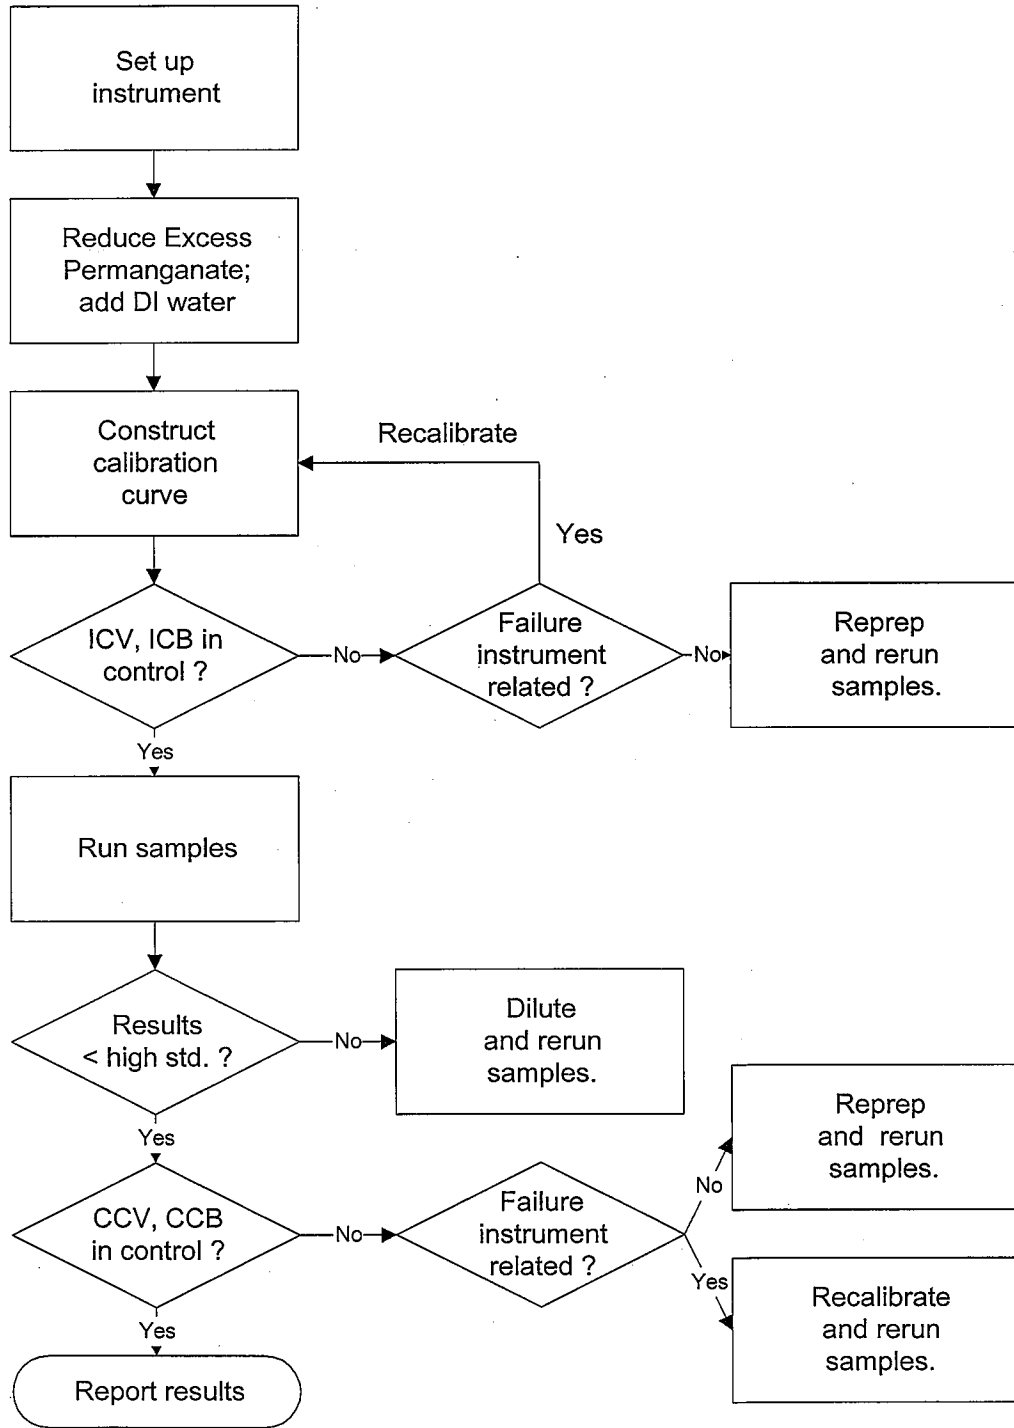 Set up
instrument
Reduce Excess
Permanganate;
add DI water
Construct
calibration
curve
Recalibrate
Yes
ICV, ICB in
control ?
No
Failure
instrument
related ?
No
Reprep
and rerun
samples.
Yes
Run samples
Results
< high std. ?
No
Dilute
and rerun
samples.
Yes
CCV, CCB
in control ?
No
Failure
instrument
related ?
No
Reprep
and rerun
samples.
Yes
Recalibrate
and rerun
samples.
Yes
Report results